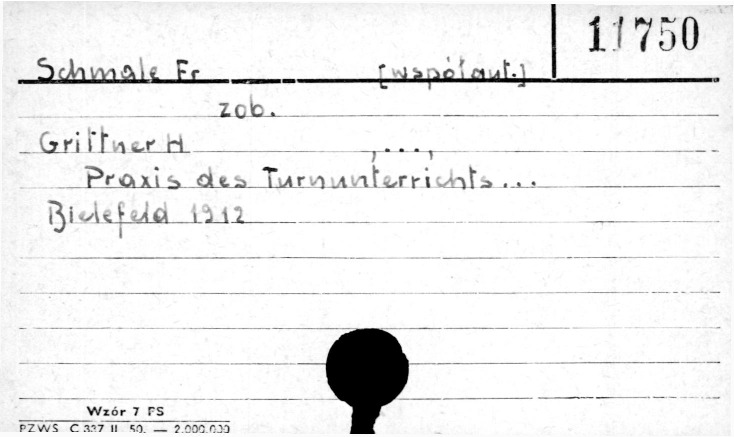 11750
Schmale Fr [współaut.]
zob.
Grittner H ,...,
Praxis des Turnunterrichts...
Bielefeld 1912
Wzór 7 PS
PZWS C 337 II. 50. — 2.000.000